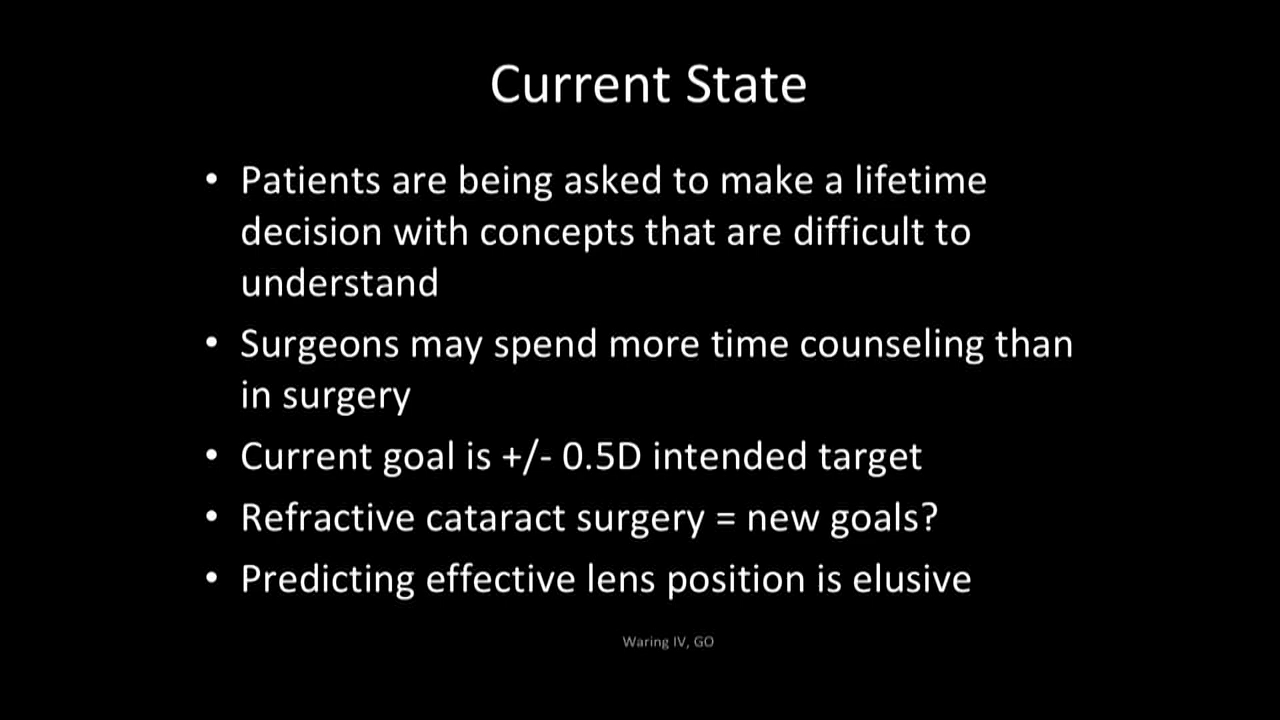 Current State
• Patients are being asked to make a lifetime
decision with concepts that are difficult to
understand
• Surgeons may spend more time counseling than
in surgery
• Current goal is +/- 0.5D intended target
• Refractive cataract surgery = new goals?
• Predicting effective lens position is elusive
Waring IV, GO